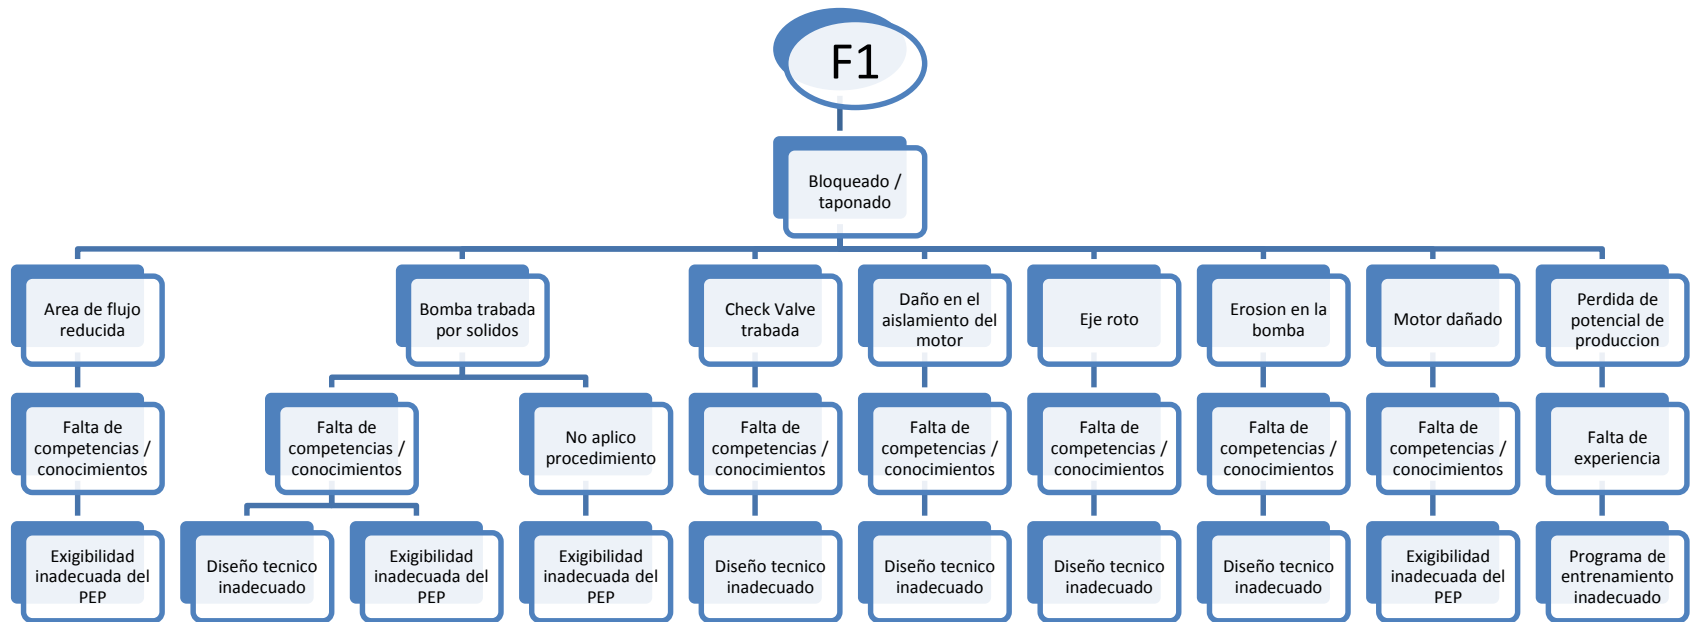 F1
Bloqueado /
taponado
Area de flujo
reducida
Bomba trabada
por solidos
Check Valve
trabada
Daño en el
aislamiento del
motor
Eje roto
Erosion en la
bomba
Motor dañado
Perdida de
potencial de
produccion
Falta de
competencias /
conocimientos
Falta de
competencias /
conocimientos
No aplico
procedimiento
Falta de
competencias /
conocimientos
Falta de
competencias /
conocimientos
Falta de
competencias /
conocimientos
Falta de
competencias /
conocimientos
Falta de
competencias /
conocimientos
Falta de
experiencia
Exigibilidad
inadecuada del
PEP
Diseño tecnico
inadecuado
Exigibilidad
inadecuada del
PEP
Exigibilidad
inadecuada del
PEP
Diseño tecnico
inadecuado
Diseño tecnico
inadecuado
Diseño tecnico
inadecuado
Diseño tecnico
inadecuado
Exigibilidad
inadecuada del
PEP
Programa de
entrenamiento
inadecuado